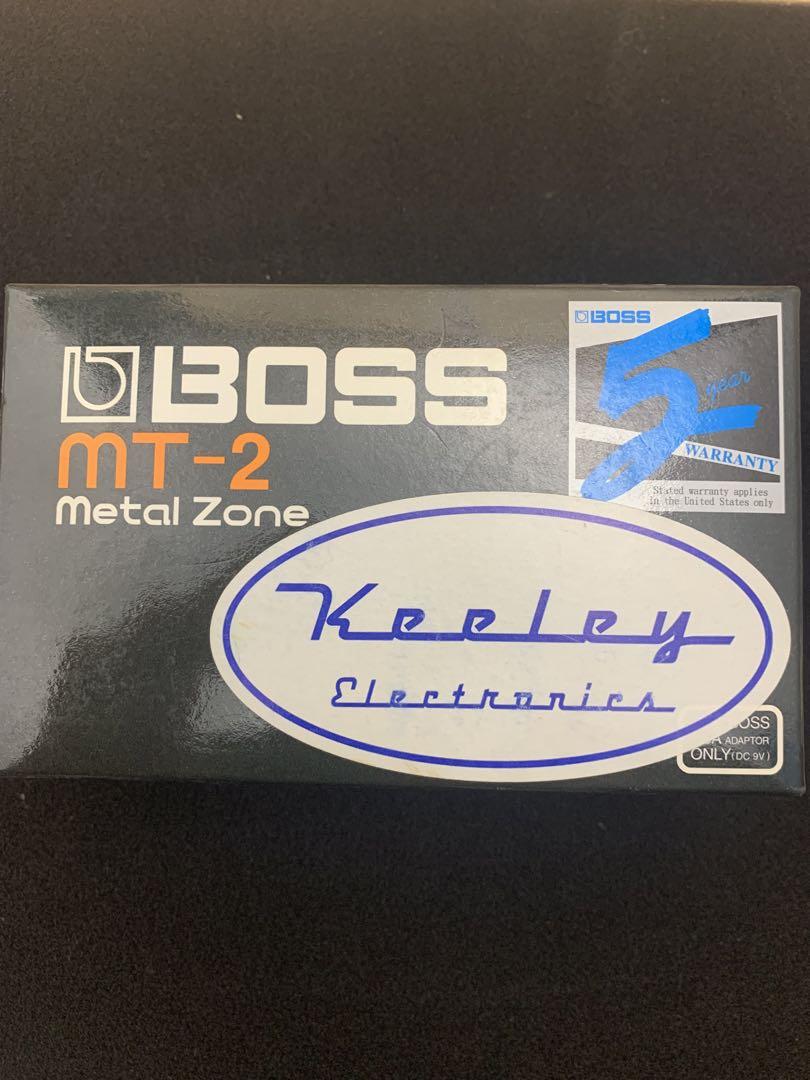 BOSS
MT-2
Metal Zone
BOSS
5
year
WARRANTY
Stated warranty applies
in the United States only
Keeley
Electronics
ADAPTOR
ONLY (DC 9V)